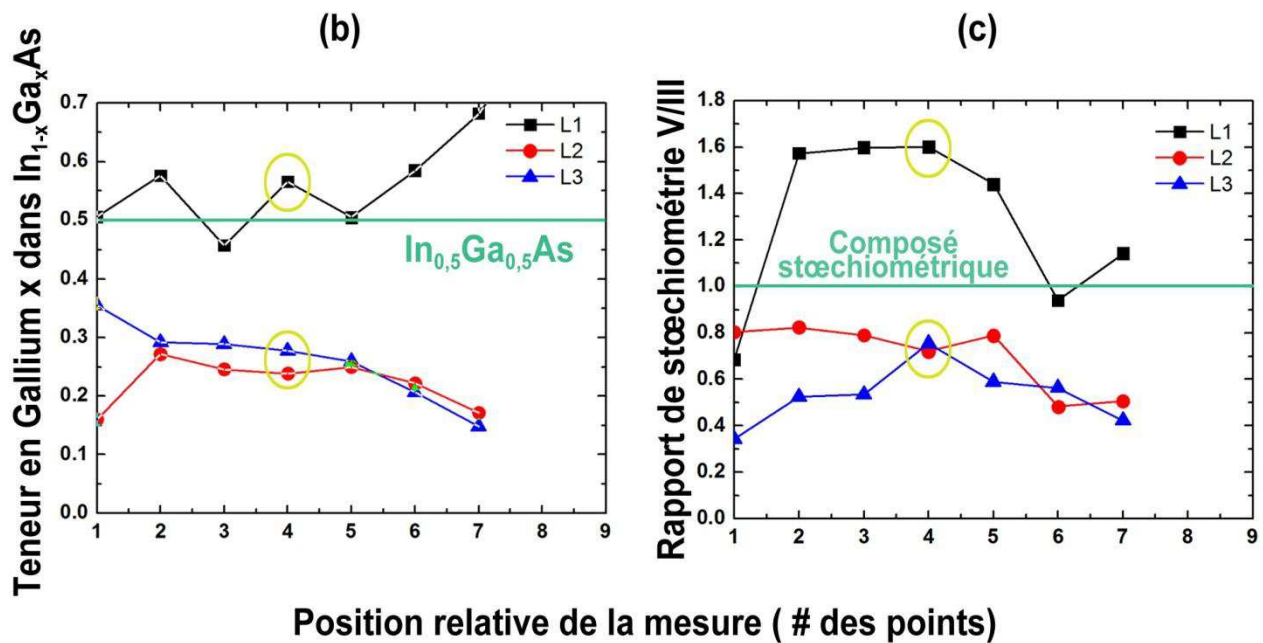 (b)
Teneur en Gallium x dans In1-xGaxAs
0.7
0.6
0.5
0.4
0.3
0.2
0.1
0.0
1 2 3 4 5 6 7 8 9
L1
L2
L3
In0,5Ga0,5As
(c)
Rapport de stœchiométrie V/III
1.8
1.6
1.4
1.2
1.0
0.8
0.6
0.4
0.2
0.0
1 2 3 4 5 6 7 8 9
L1
L2
L3
Composé
stœchiométrique
Position relative de la mesure ( # des points)